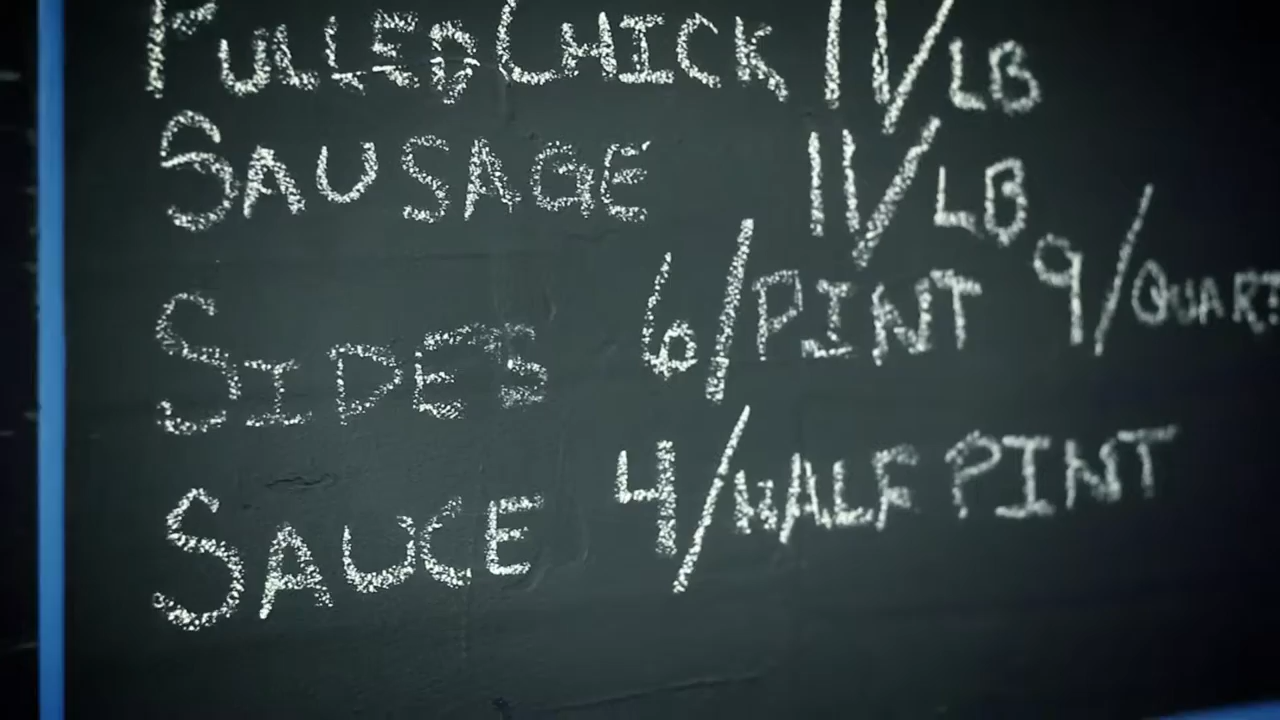 PULLED CHICK 11/LB
SAUSAGE 11/LB
SIDES 6/PINT 9/QUART
SAUCE 4/HALF PINT